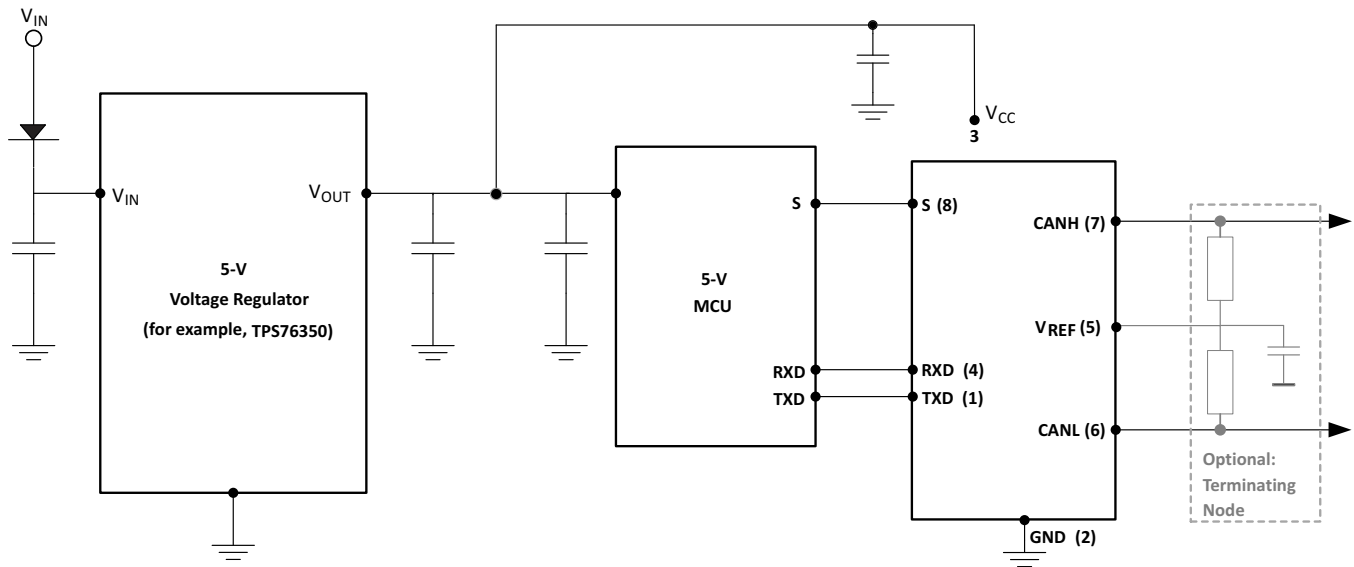 VIN
VCC
3
VIN
VOUT
5-V
Voltage Regulator
(for example, TPS76350)
S
5-V
MCU
RXD
TXD
S (8)
RXD (4)
TXD (1)
CANH (7)
VREF (5)
CANL (6)
GND (2)
Optional:
Terminating
Node